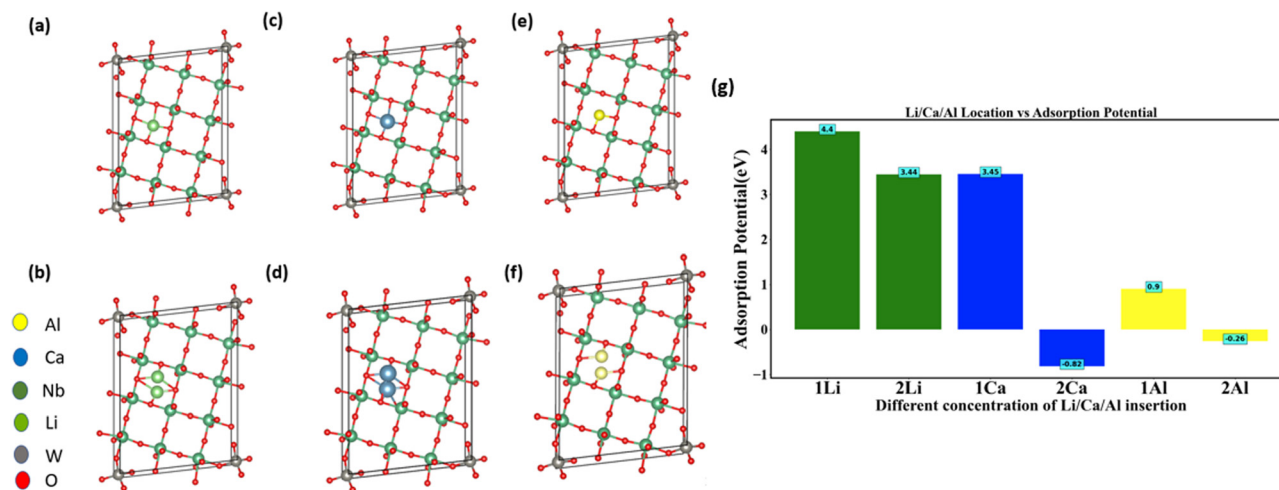 (a)
(c)
(e)
(b)
(d)
(f)
Al
Ca
Nb
Li
W
O
(g)
Li/Ca/Al Location vs Adsorption Potential
Adsorption Potential(eV)
4
3
2
1
0
−1
4.4
3.44
3.45
-0.82
0.9
-0.26
1Li 2Li 1Ca 2Ca 1Al 2Al
Different concentration of Li/Ca/Al insertion